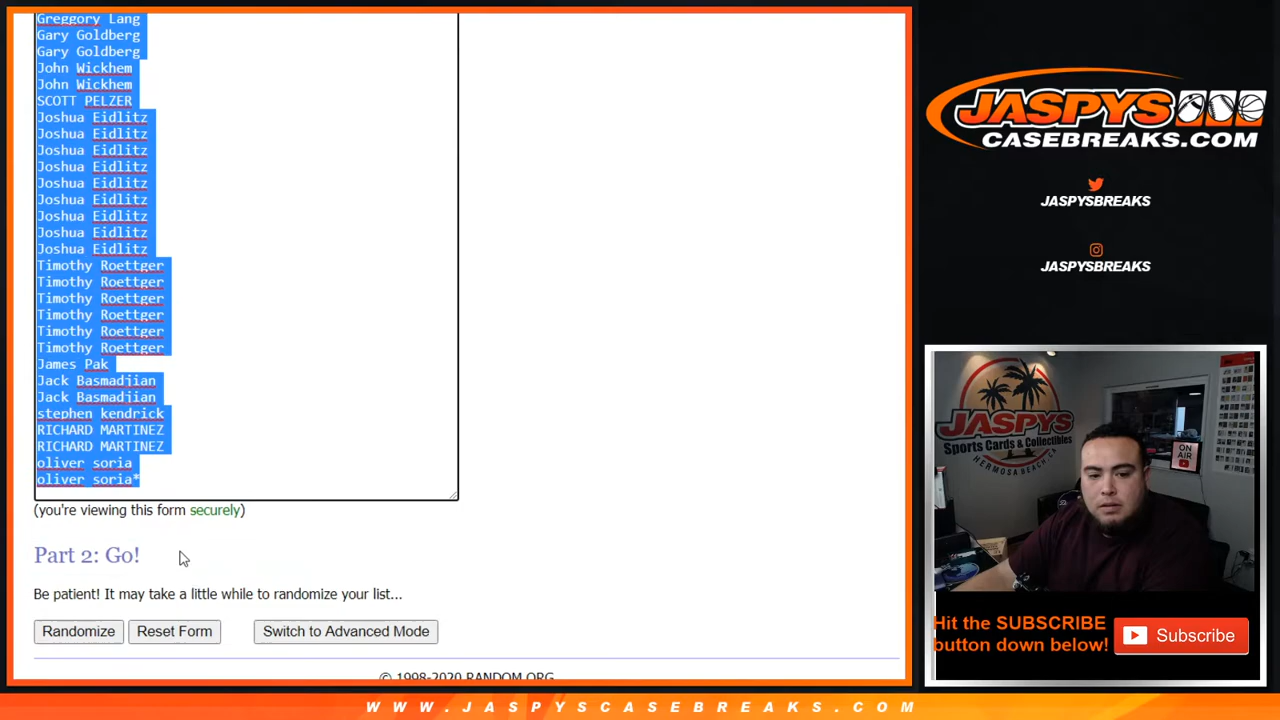 Greggory Lang
Gary Goldberg
Gary Goldberg
John Wickhem
John Wickhem
SCOTT PELZER
Joshua Eidlitz
Joshua Eidlitz
Joshua Eidlitz
Joshua Eidlitz
Joshua Eidlitz
Joshua Eidlitz
Joshua Eidlitz
Joshua Eidlitz
Joshua Eidlitz
Timothy Roettger
Timothy Roettger
Timothy Roettger
Timothy Roettger
Timothy Roettger
Timothy Roettger
James Pak
Jack Basmadjian
Jack Basmadjian
stephen kendrick
RICHARD MARTINEZ
RICHARD MARTINEZ
oliver soria
oliver soria*
(you're viewing this form securely)
Part 2: Go!
Be patient! It may take a little while to randomize your list...
Randomize
Reset Form
Switch to Advanced Mode
© 1998-2020 RANDOM.ORG
JASPYS
CASEBREAKS.COM
JASPYSBREAKS
JASPYSBREAKS
JASPYS
Sports Cards & Collectibles
HERMOSA BEACH CA
ON
AIR
Hit the SUBSCRIBE
button down below!
Subscribe
WWW.JASPYSCASEBREAKS.COM